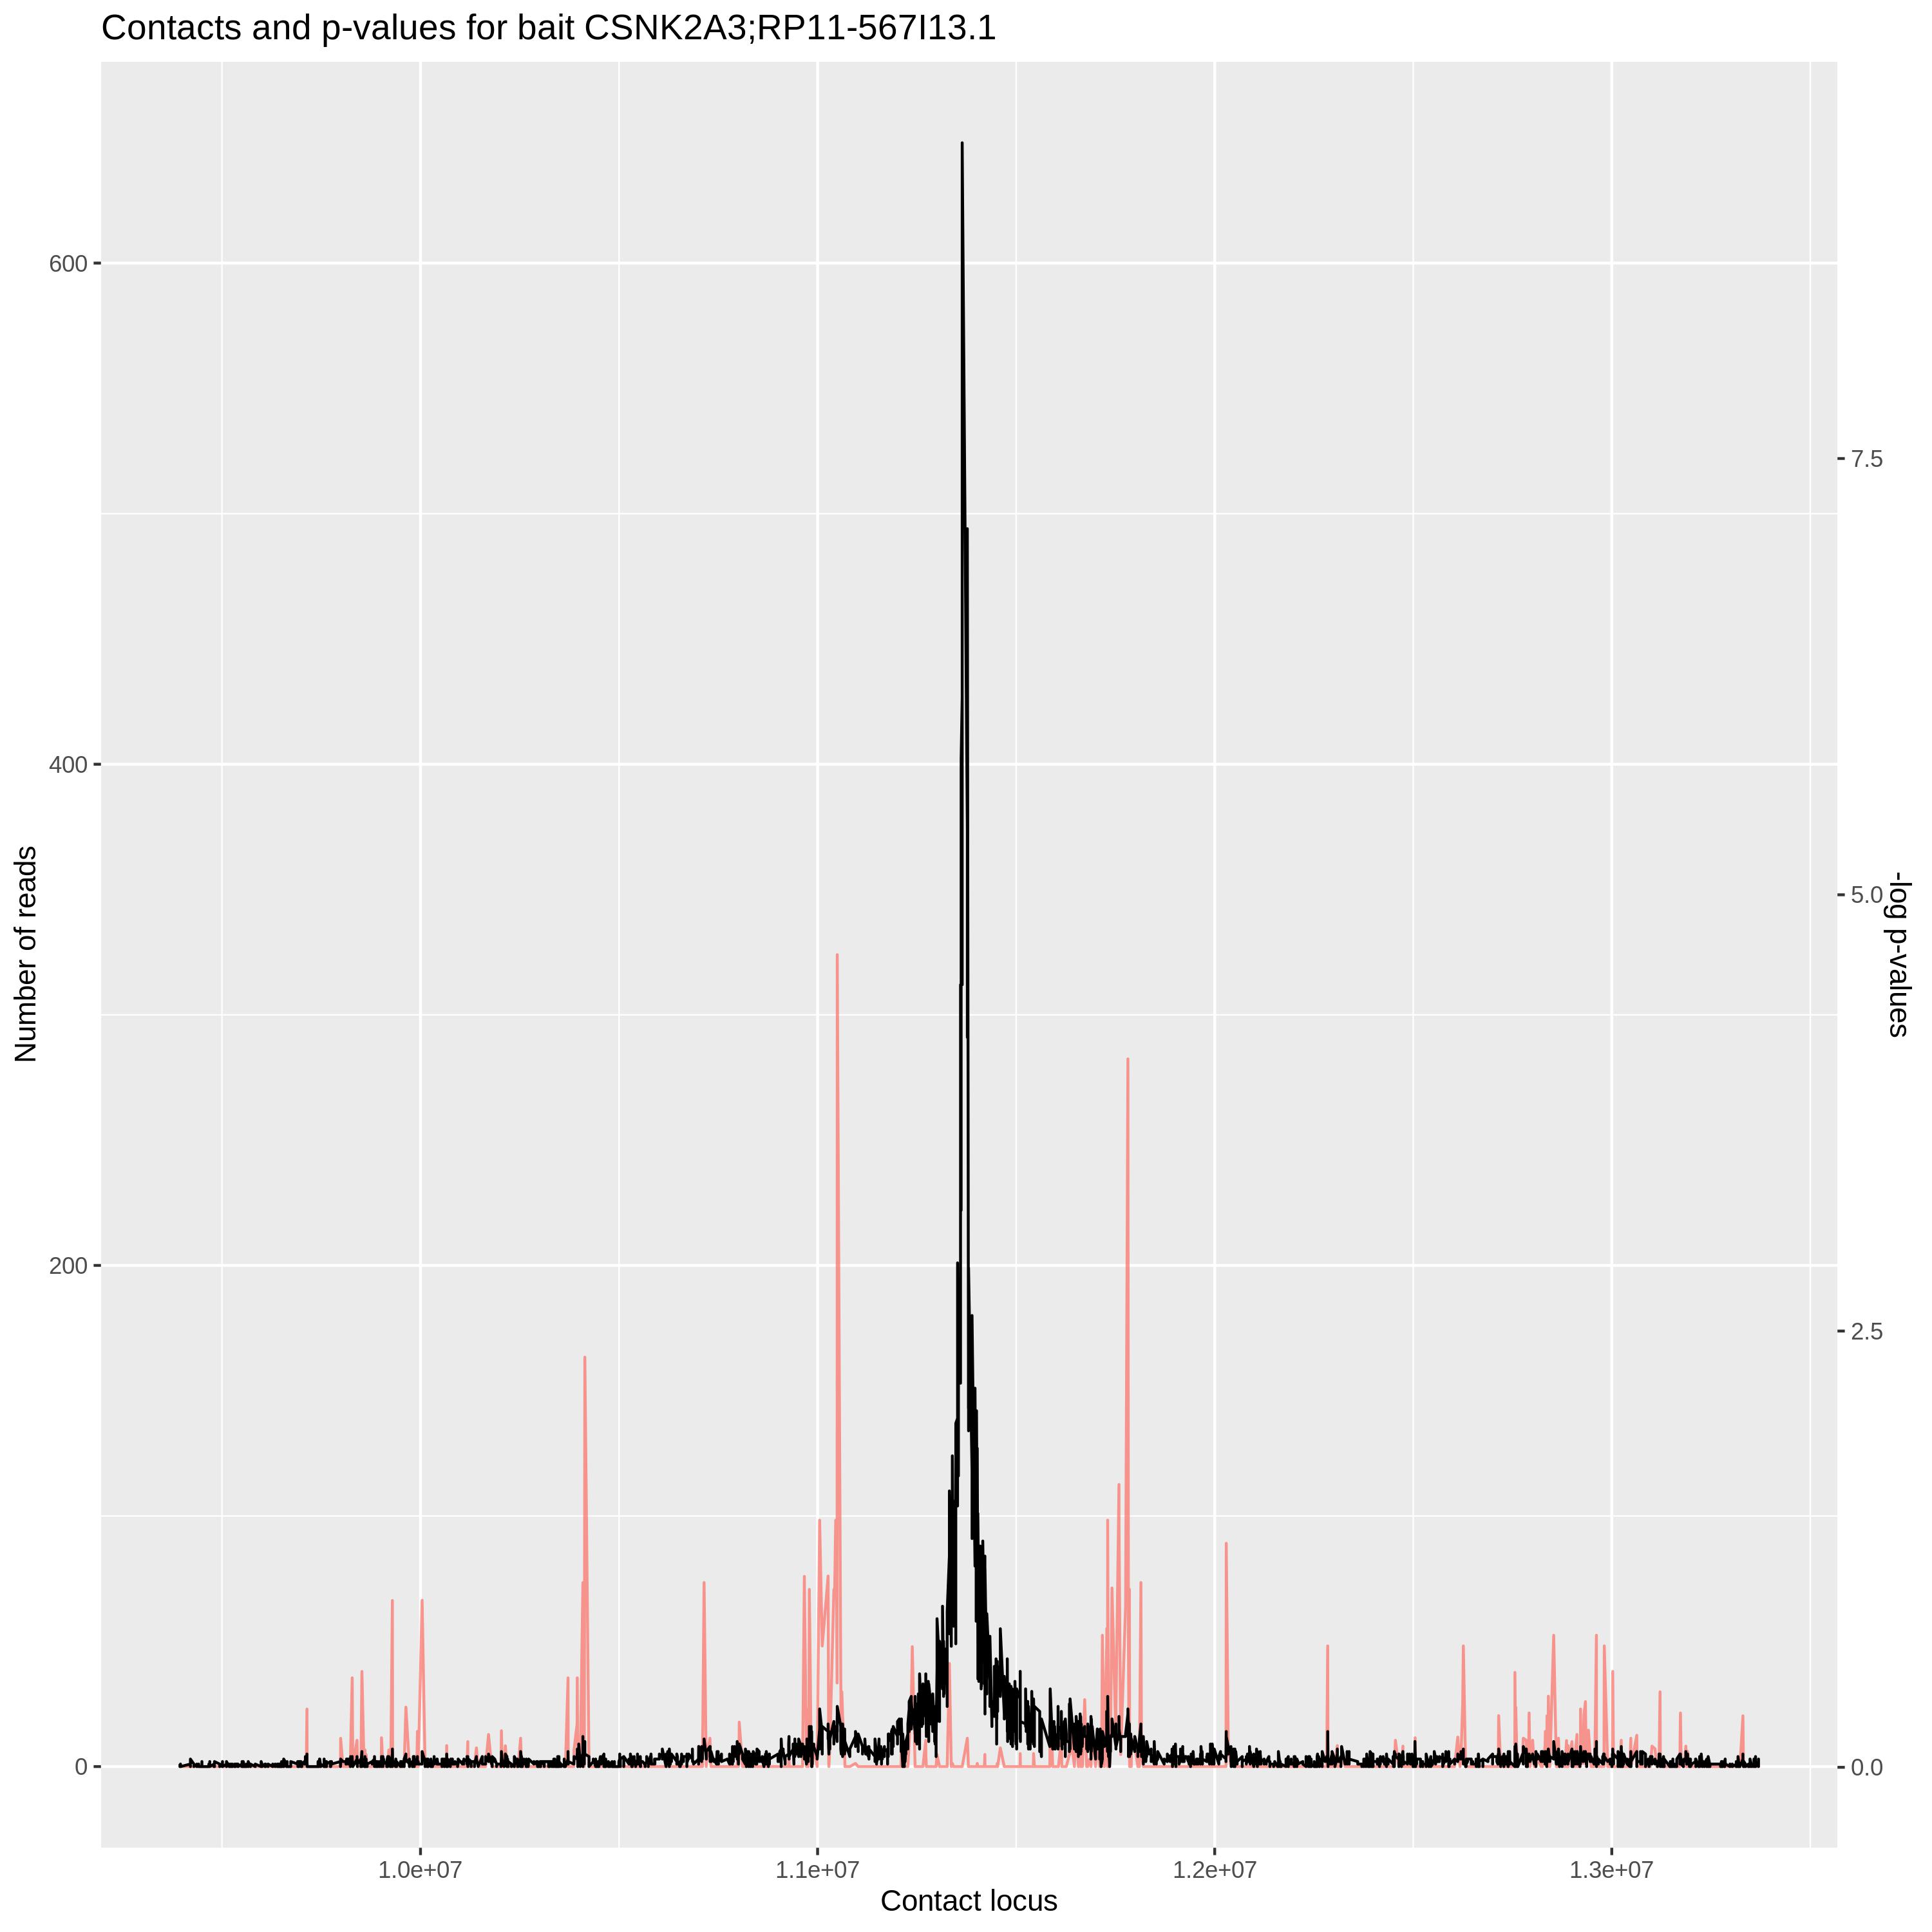 Contacts and p-values for bait CSNK2A3;RP11-567I13.1
600
400
200
0
Number of reads
7.5
5.0
2.5
0.0
-log p-values
1.0e+07
1.1e+07
1.2e+07
1.3e+07
Contact locus